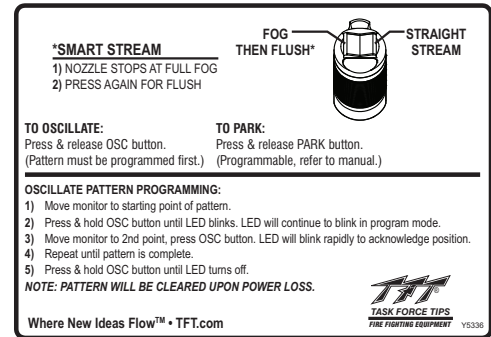 *SMART STREAM
1) NOZZLE STOPS AT FULL FOG
2) PRESS AGAIN FOR FLUSH
FOG
THEN FLUSH*
STRAIGHT
STREAM
TO OSCILLATE:
Press & release OSC button.
(Pattern must be programmed first.)
TO PARK:
Press & release PARK button.
(Programmable, refer to manual.)
OSCILLATE PATTERN PROGRAMMING:
1) Move monitor to starting point of pattern.
2) Press & hold OSC button until LED blinks. LED will continue to blink in program mode.
3) Move monitor to 2nd point, press OSC button. LED will blink rapidly to acknowledge position.
4) Repeat until pattern is complete.
5) Press & hold OSC button until LED turns off.
NOTE: PATTERN WILL BE CLEARED UPON POWER LOSS.
Where New Ideas Flow™ • TFT.com
TFT®
TASK FORCE TIPS
FIRE FIGHTING EQUIPMENT
Y5336